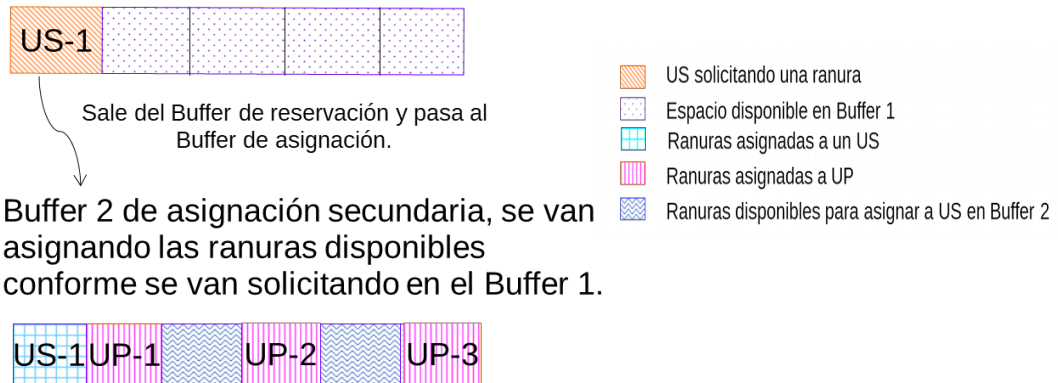 US-1
Sale del Buffer de reservación y pasa al
Buffer de asignación.
Buffer 2 de asignación secundaria, se van
asignando las ranuras disponibles
conforme se van solicitando en el Buffer 1.
US-1 UP-1 UP-2 UP-3
US solicitando una ranura
Espacio disponible en Buffer 1
Ranuras asignadas a un US
Ranuras asignadas a UP
Ranuras disponibles para asignar a US en Buffer 2